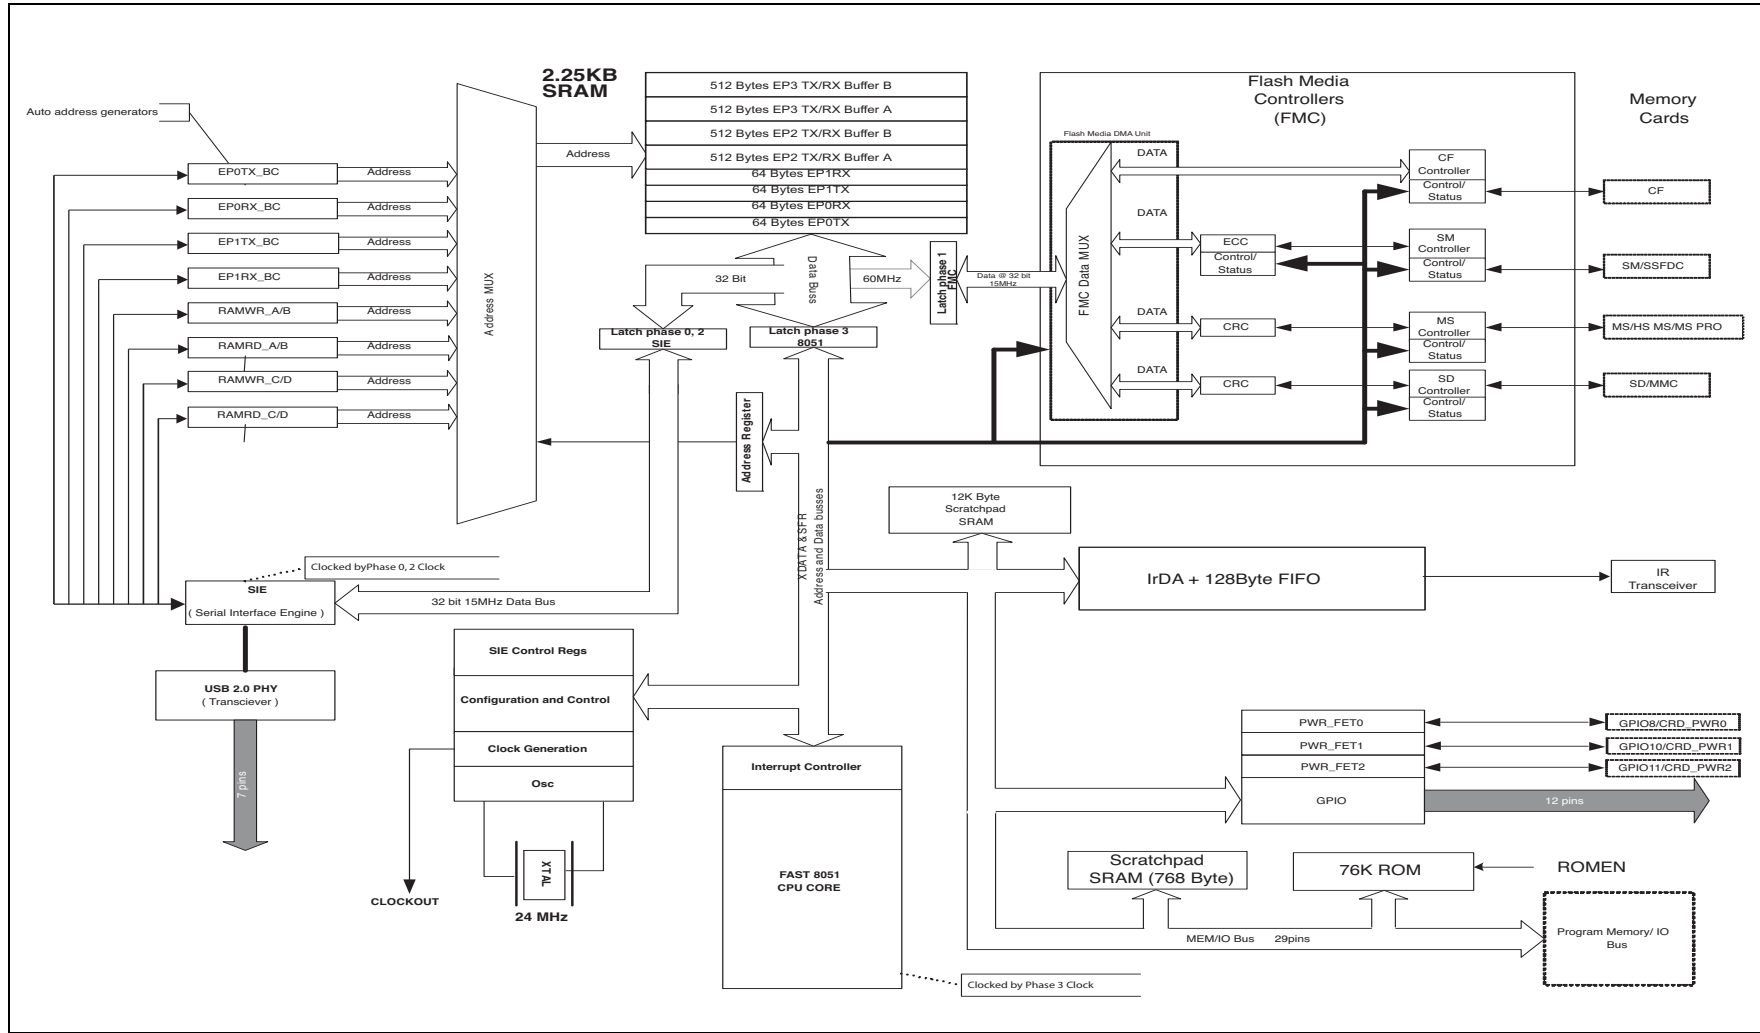 2.25KB
SRAM
Auto address generators
EP0TX_BC
EP0RX_BC
EP1TX_BC
EP1RX_BC
RAMWR_A/B
RAMRD_A/B
RAMWR_C/D
RAMRD_C/D
Address
Address
Address
Address
Address
Address
Address
Address
Address MUX
Address
512 Bytes EP3 TX/RX Buffer B
512 Bytes EP3 TX/RX Buffer A
512 Bytes EP2 TX/RX Buffer B
512 Bytes EP2 TX/RX Buffer A
64 Bytes EP1RX
64 Bytes EP1TX
64 Bytes EP0RX
64 Bytes EP0TX
32 Bit
Data Buss
60MHz
Latch phase 0, 2
SIE
Latch phase 3
8051
Latch phase 1
FMC
Data @ 32 bit
15MHz
Address Register
Flash Media
Controllers
(FMC)
Flash Media DMA Unit
FMC Data MUX
DATA
DATA
DATA
DATA
ECC
Control/
Status
CRC
CRC
CF
Controller
Control/
Status
SM
Controller
Control/
Status
MS
Controller
Control/
Status
SD
Controller
Control/
Status
Memory
Cards
CF
SM/SSFDC
MS/HS MS/MS PRO
SD/MMC
XDATA & SFR
Address and Data busses
12K Byte
Scratchpad
SRAM
IrDA + 128Byte FIFO
IR
Transceiver
Clocked byPhase 0, 2 Clock
SIE
( Serial Interface Engine )
32 bit 15MHz Data Bus
USB 2.0 PHY
( Transciever )
7 pins
SIE Control Regs
Configuration and Control
Clock Generation
Osc
XTAL
24 MHz
CLOCKOUT
Interrupt Controller
FAST 8051
CPU CORE
Clocked by Phase 3 Clock
PWR_FET0
PWR_FET1
PWR_FET2
GPIO
GPIO8/CRD_PWR0
GPIO10/CRD_PWR1
GPIO11/CRD_PWR2
12 pins
Scratchpad
SRAM (768 Byte)
76K ROM
ROMEN
MEM/IO Bus 29pins
Program Memory/ IO
Bus